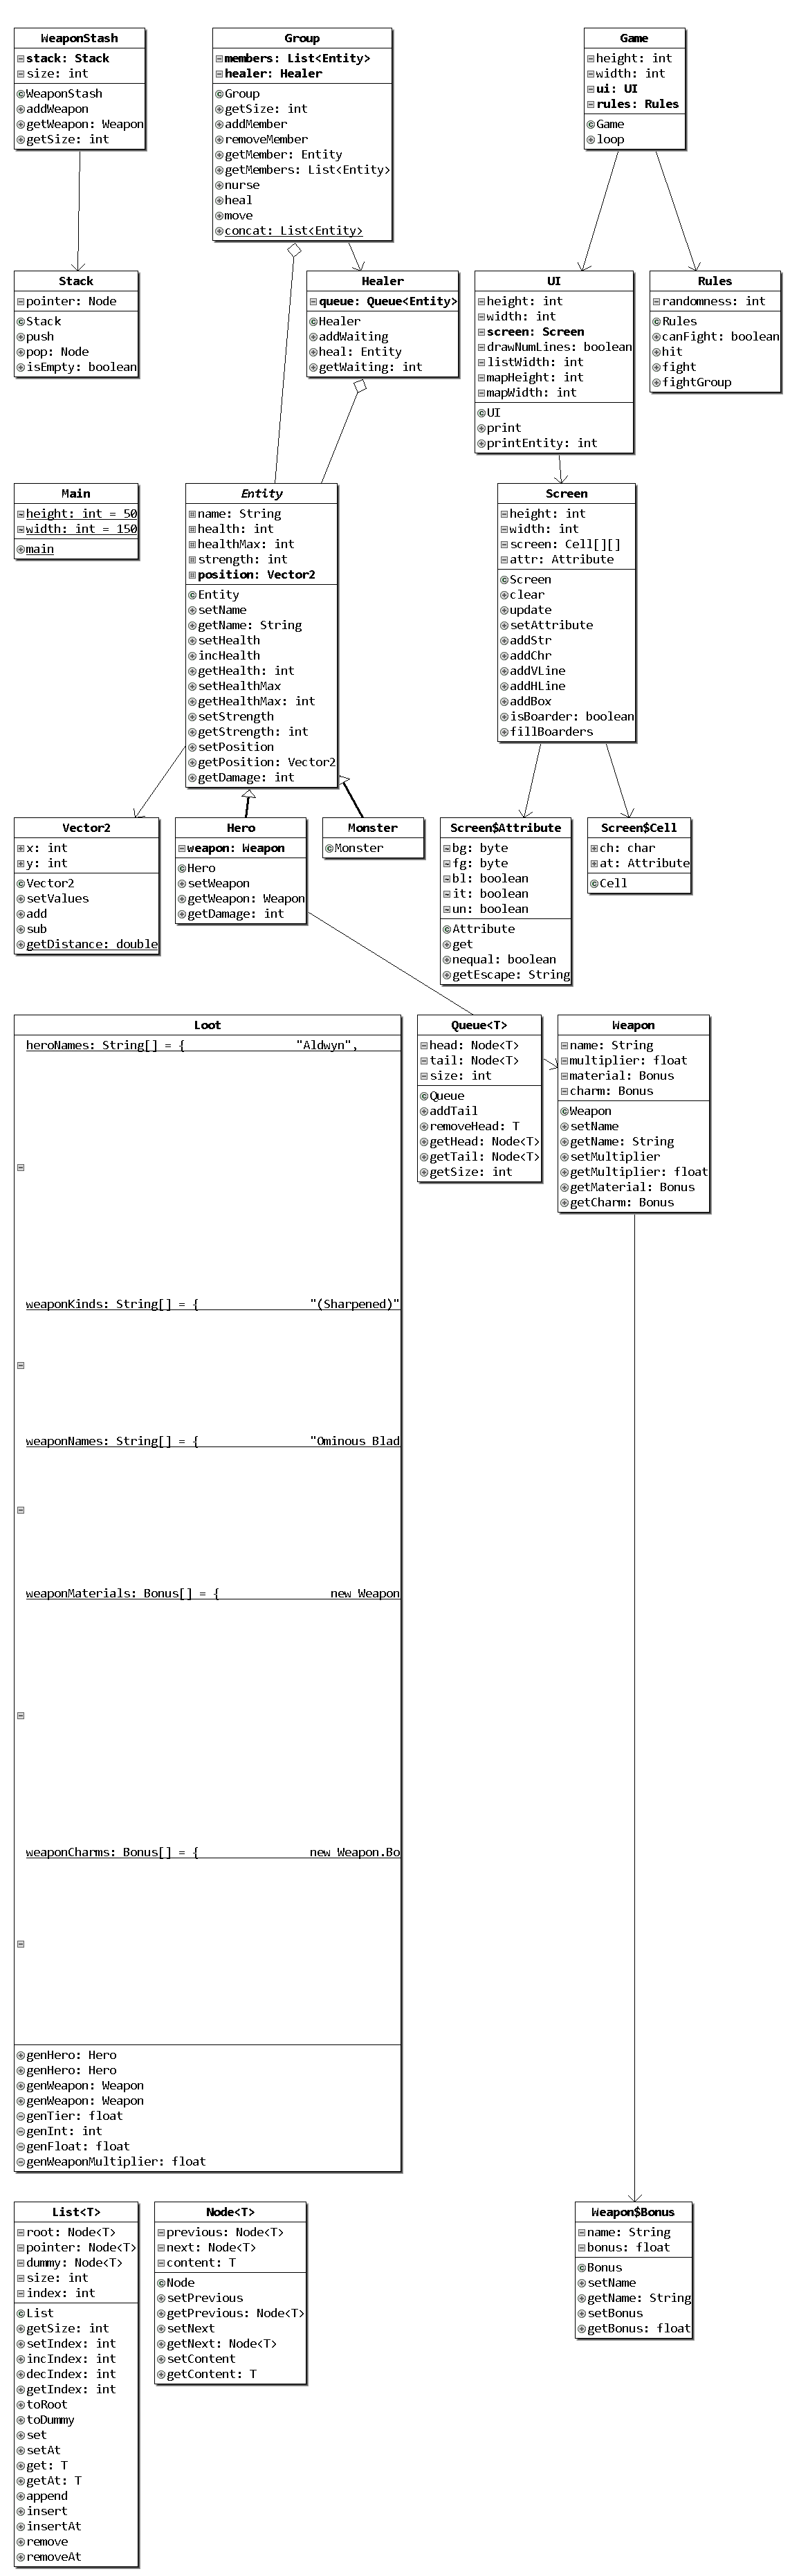 WeaponStash
stack: Stack
size: int
WeaponStash
addWeapon
getWeapon: Weapon
getSize: int
Group
members: List<Entity>
healer: Healer
Group
getSize: int
addMember
removeMember
getMember: Entity
getMembers: List<Entity>
nurse
heal
move
concat: List<Entity>
Game
height: int
width: int
ui: UI
rules: Rules
Game
loop
Stack
pointer: Node
Stack
push
pop: Node
isEmpty: boolean
Healer
queue: Queue<Entity>
Healer
addWaiting
heal: Entity
getWaiting: int
UI
height: int
width: int
screen: Screen
drawNumLines: boolean
listWidth: int
mapHeight: int
mapWidth: int
UI
print
printEntity: int
Rules
randomness: int
Rules
canFight: boolean
hit
fight
fightGroup
Main
height: int = 50
width: int = 150
main
Entity
name: String
health: int
healthMax: int
strength: int
position: Vector2
Entity
setName
getName: String
setHealth
incHealth
getHealth: int
setHealthMax
getHealthMax: int
setStrength
getStrength: int
setPosition
getPosition: Vector2
getDamage: int
Screen
height: int
width: int
screen: Cell[][]
attr: Attribute
Screen
clear
update
setAttribute
addStr
addChr
addVLine
addHLine
addBox
isBoarder: boolean
fillBoarders
Vector2
x: int
y: int
Vector2
setValues
add
sub
getDistance: double
Hero
weapon: Weapon
Hero
setWeapon
getWeapon: Weapon
getDamage: int
Monster
Monster
Screen$Attribute
bg: byte
fg: byte
bl: boolean
it: boolean
un: boolean
Attribute
get
nequal: boolean
getEscape: String
Screen$Cell
ch: char
at: Attribute
Cell
Loot
heroNames: String[] = { "Aldwyn",
weaponKinds: String[] = { "(Sharpened)"
weaponNames: String[] = { "Ominous Blad
weaponMaterials: Bonus[] = { new Weapon
weaponCharms: Bonus[] = { new Weapon.Bo
genHero: Hero
genHero: Hero
genWeapon: Weapon
genWeapon: Weapon
genTier: float
genInt: int
genFloat: float
genWeaponMultiplier: float
Queue<T>
head: Node<T>
tail: Node<T>
size: int
Queue
addTail
removeHead: T
getHead: Node<T>
getTail: Node<T>
getSize: int
Weapon
name: String
multiplier: float
material: Bonus
charm: Bonus
Weapon
setName
getName: String
setMultiplier
getMultiplier: float
getMaterial: Bonus
getCharm: Bonus
List<T>
root: Node<T>
pointer: Node<T>
dummy: Node<T>
size: int
index: int
List
getSize: int
setIndex: int
incIndex: int
decIndex: int
getIndex: int
toRoot
toDummy
set
setAt
get: T
getAt: T
append
insert
insertAt
remove
removeAt
Node<T>
previous: Node<T>
next: Node<T>
content: T
Node
setPrevious
getPrevious: Node<T>
setNext
getNext: Node<T>
setContent
getContent: T
Weapon$Bonus
name: String
bonus: float
Bonus
setName
getName: String
setBonus
getBonus: float